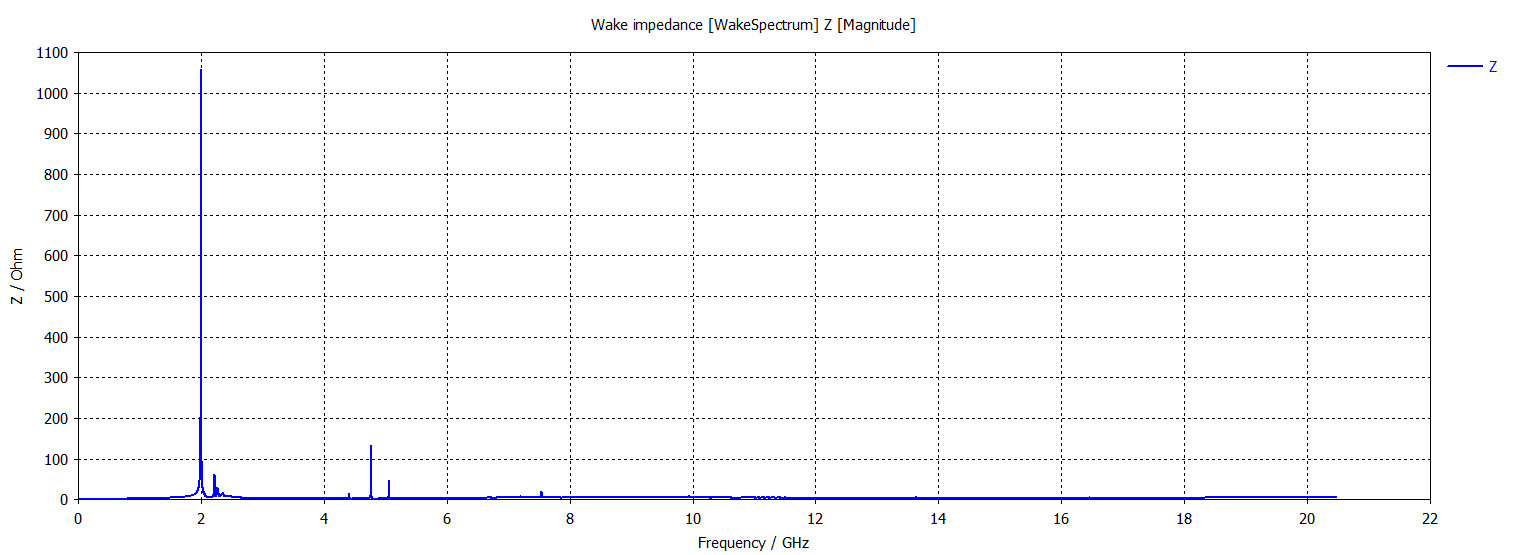 Wake impedance [WakeSpectrum] Z [Magnitude]
Z
1100
1000
900
800
700
600
500
400
300
200
100
0
Z / Ohm
0 2 4 6 8 10 12 14 16 18 20 22
Frequency / GHz